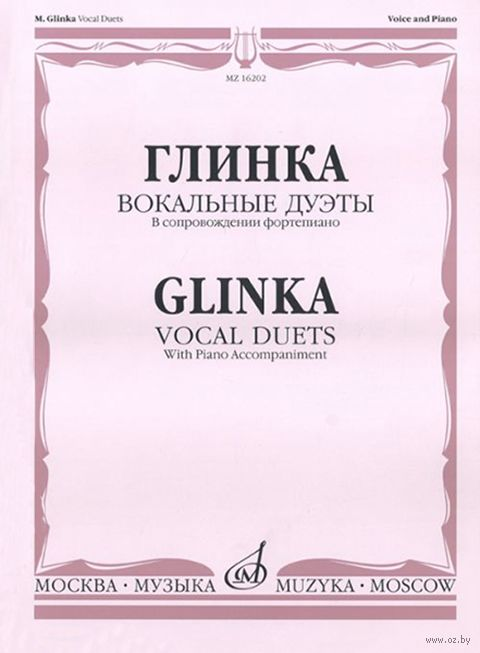 M. Glinka Vocal Duets
Voice and Piano
MZ 16202
ГЛИНКА
ВОКАЛЬНЫЕ ДУЭТЫ
В сопровождении фортепиано
GLINKA
VOCAL DUETS
With Piano Accompaniment
МОСКВА • МУЗЫКА
MUZYKA • MOSCOW
www.oz.by